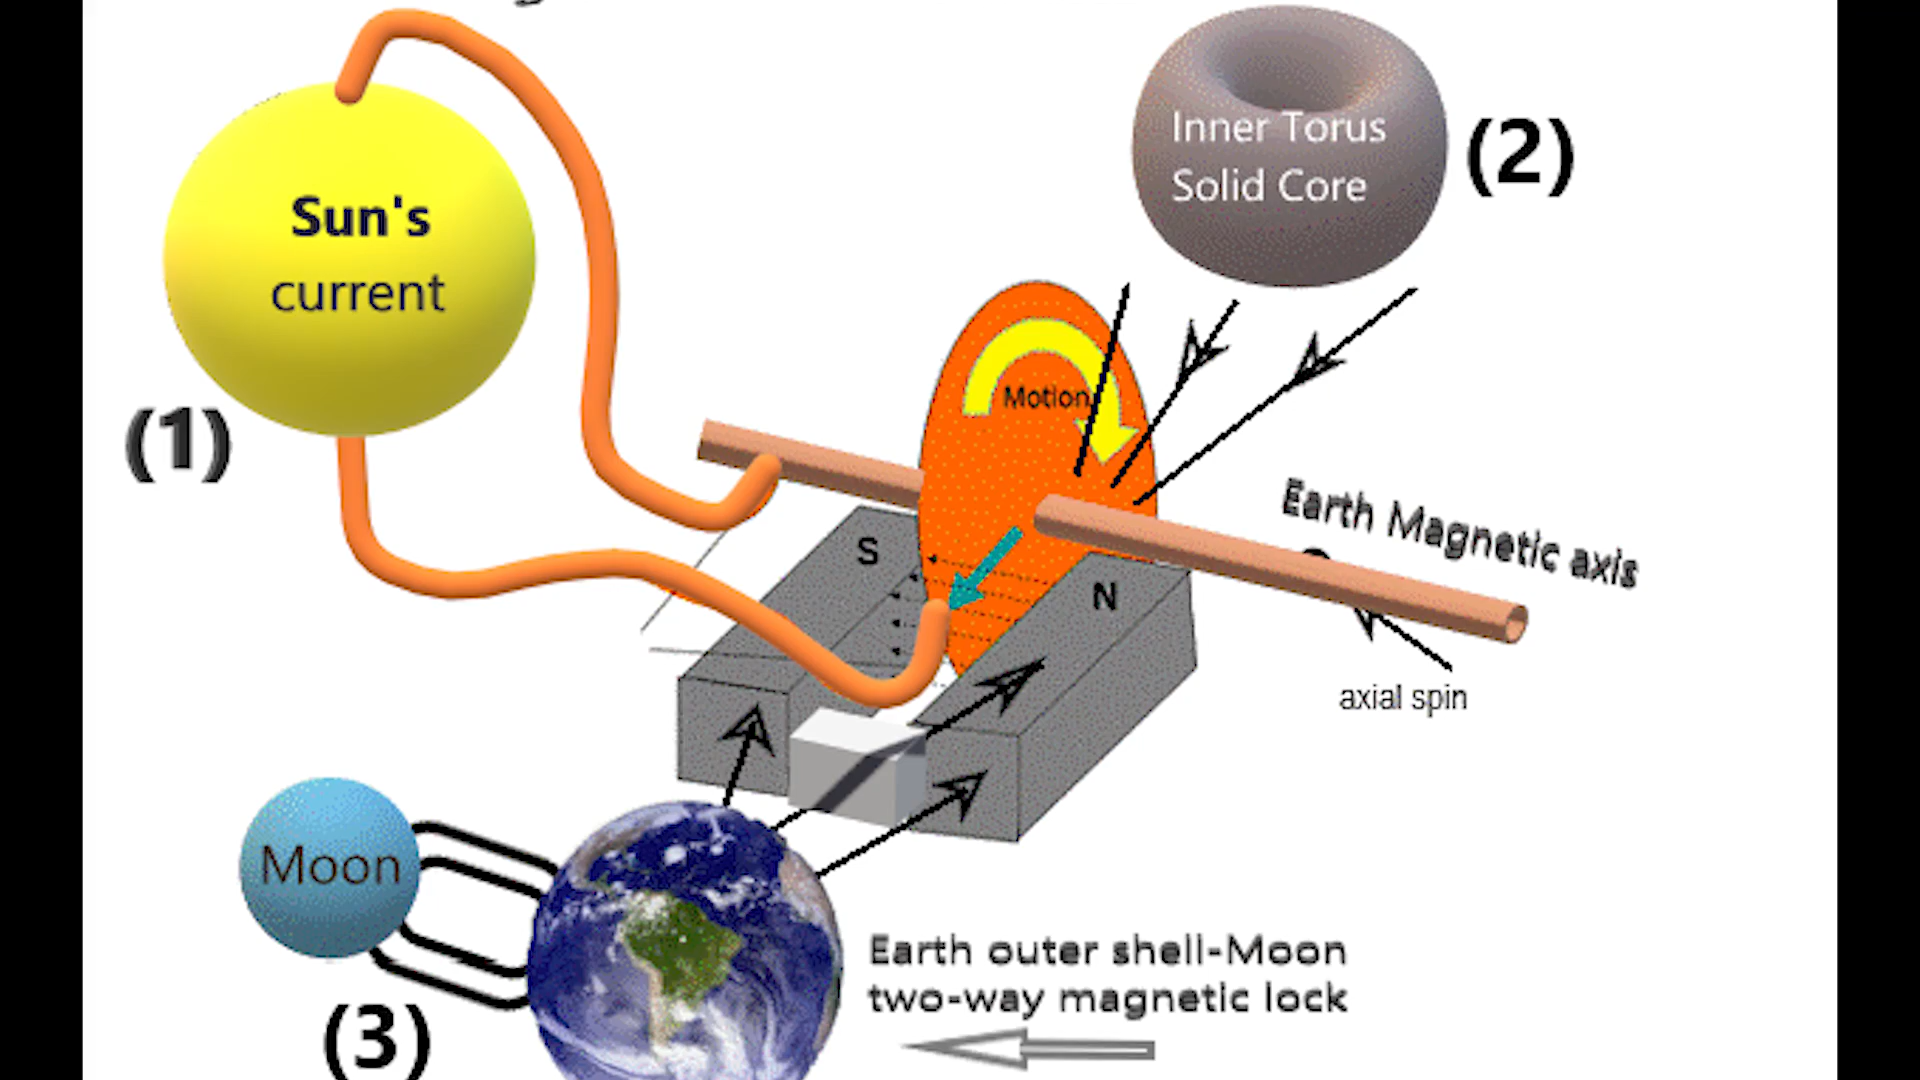 Sun's
current
(1)
Inner Torus
Solid Core
(2)
Motion
S
N
Earth Magnetic axis
axial spin
Moon
(3)
Earth outer shell-Moon
two-way magnetic lock